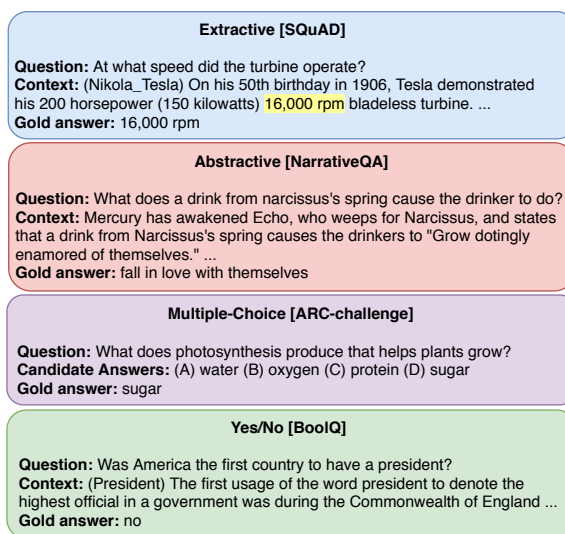 Extractive [SQuAD]
Question: At what speed did the turbine operate?
Context: (Nikola_Tesla) On his 50th birthday in 1906, Tesla demonstrated
his 200 horsepower (150 kilowatts) 16,000 rpm bladeless turbine. ...
Gold answer: 16,000 rpm
Abstractive [NarrativeQA]
Question: What does a drink from narcissus's spring cause the drinker to do?
Context: Mercury has awakened Echo, who weeps for Narcissus, and states
that a drink from Narcissus's spring causes the drinkers to "Grow dotingly
enamored of themselves." ...
Gold answer: fall in love with themselves
Multiple-Choice [ARC-challenge]
Question: What does photosynthesis produce that helps plants grow?
Candidate Answers: (A) water (B) oxygen (C) protein (D) sugar
Gold answer: sugar
Yes/No [BoolQ]
Question: Was America the first country to have a president?
Context: (President) The first usage of the word president to denote the
highest official in a government was during the Commonwealth of England ...
Gold answer: no